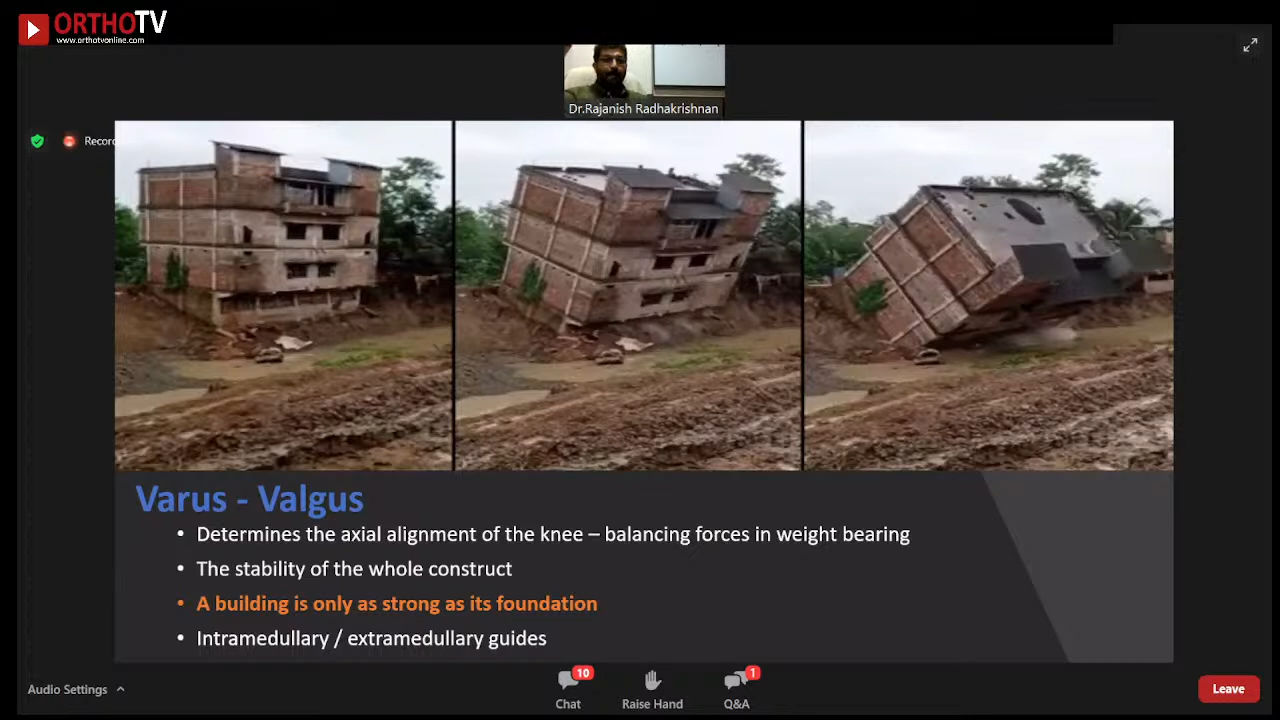 ORTHOTV
www.orthotvonline.com
Dr.Rajanish Radhakrishnan
Recor
Varus - Valgus
• Determines the axial alignment of the knee – balancing forces in weight bearing
• The stability of the whole construct
• A building is only as strong as its foundation
• Intramedullary / extramedullary guides
Audio Settings
10
Chat
Raise Hand
1
Q&A
Leave